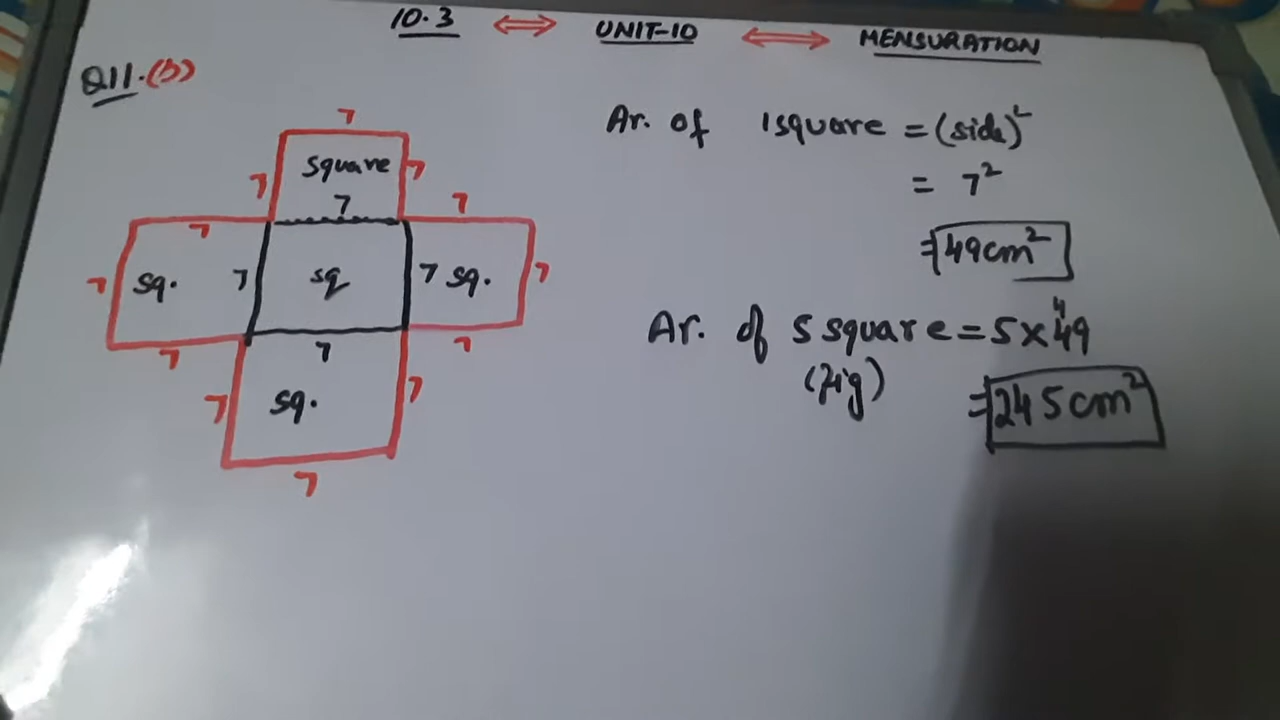 10.3 ⟺ UNIT-10 ⟺ MENSURATION
Q11.(b)
7
square
7 7
7 7
7
7 sq. 7 sq 7 sq. 7
7 7 7
7 sq. 7
7
Ar. of 1square = (side)²
= 7²
= 49cm²
Ar. of 5 square = 5×49
4
(fig)
= 245cm²